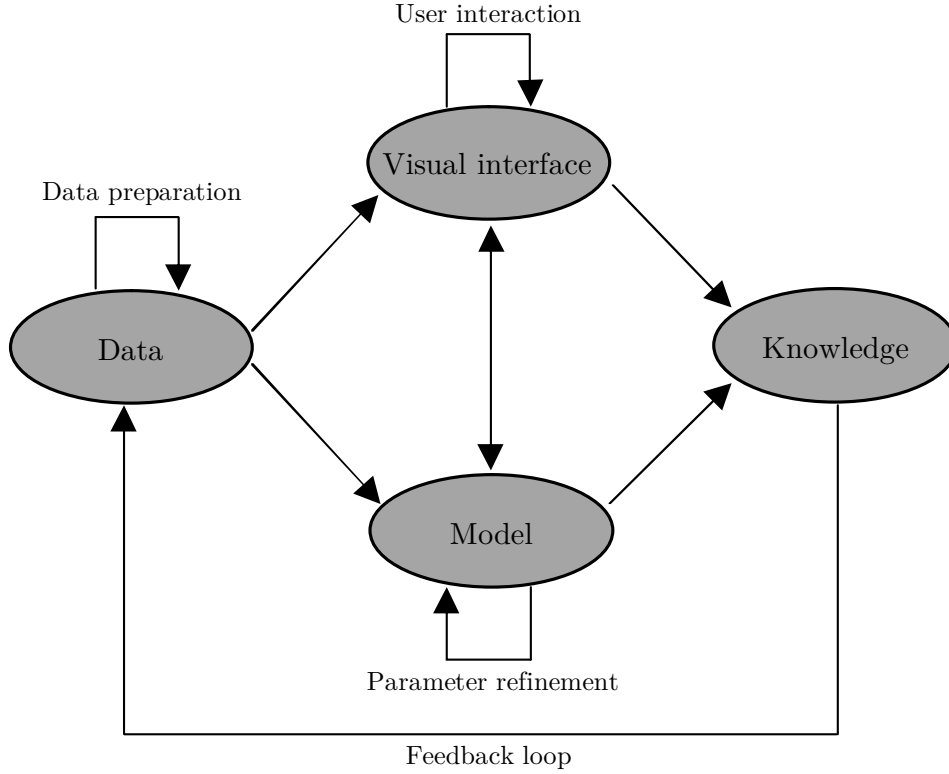 User interaction
Visual interface
Data preparation
Data
Knowledge
Model
Parameter refinement
Feedback loop